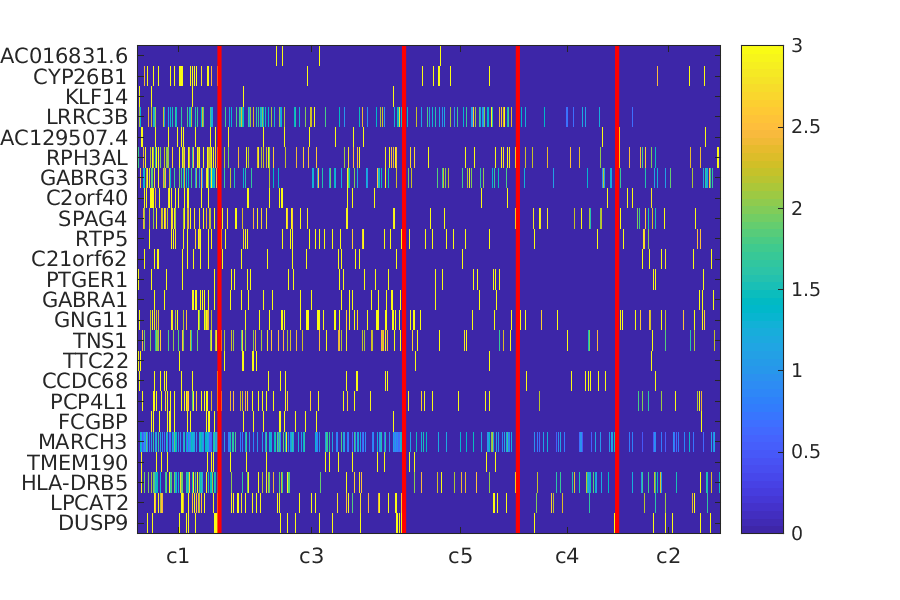 AC016831.6
CYP26B1
KLF14
LRRC3B
AC129507.4
RPH3AL
GABRG3
C2orf40
SPAG4
RTP5
C21orf62
PTGER1
GABRA1
GNG11
TNS1
TTC22
CCDC68
PCP4L1
FCGBP
MARCH3
TMEM190
HLA-DRB5
LPCAT2
DUSP9
c1 c3 c5 c4 c2
3
2.5
2
1.5
1
0.5
0